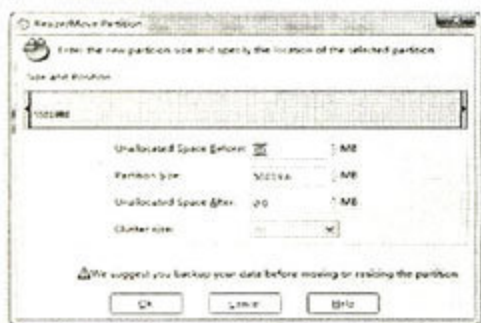 Resize/Move Partition
Enter the new partition size and specify the location of the selected partition
Size and Position
Unallocated Space Before: MB
Partition Size: MB
Unallocated Space After: 0.0 MB
Cluster size:
We suggest you backup your data before moving or resizing the partition
Ok Cancel Help